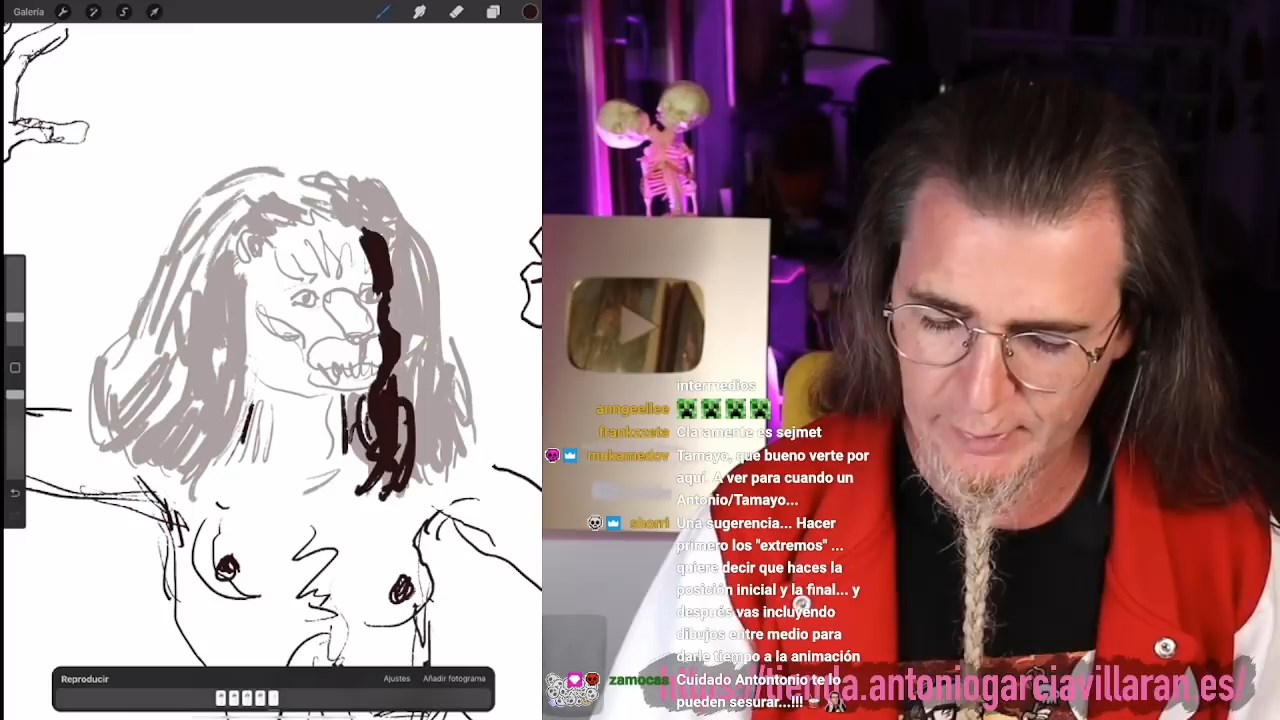 Galería
intermedios
anngeellee
frankzzeta Claramente es sejmet
mukamedov Tamayo, que bueno verte por
aquí. A ver para cuando un
Antonio/Tamayo...
shorri Una sugerencia... Hacer
primero los "extremos" ...
quiere decir que haces la
posición inicial y la final... y
después vas incluyendo
dibujos entre medio para
darle tiempo a la animación
zamocas Cuidado Antontonio te lo
pueden sesurar...!!!
https://tienda.antoniogarciavillaran.es/
Reproducir
Ajustes
Añadir fotograma